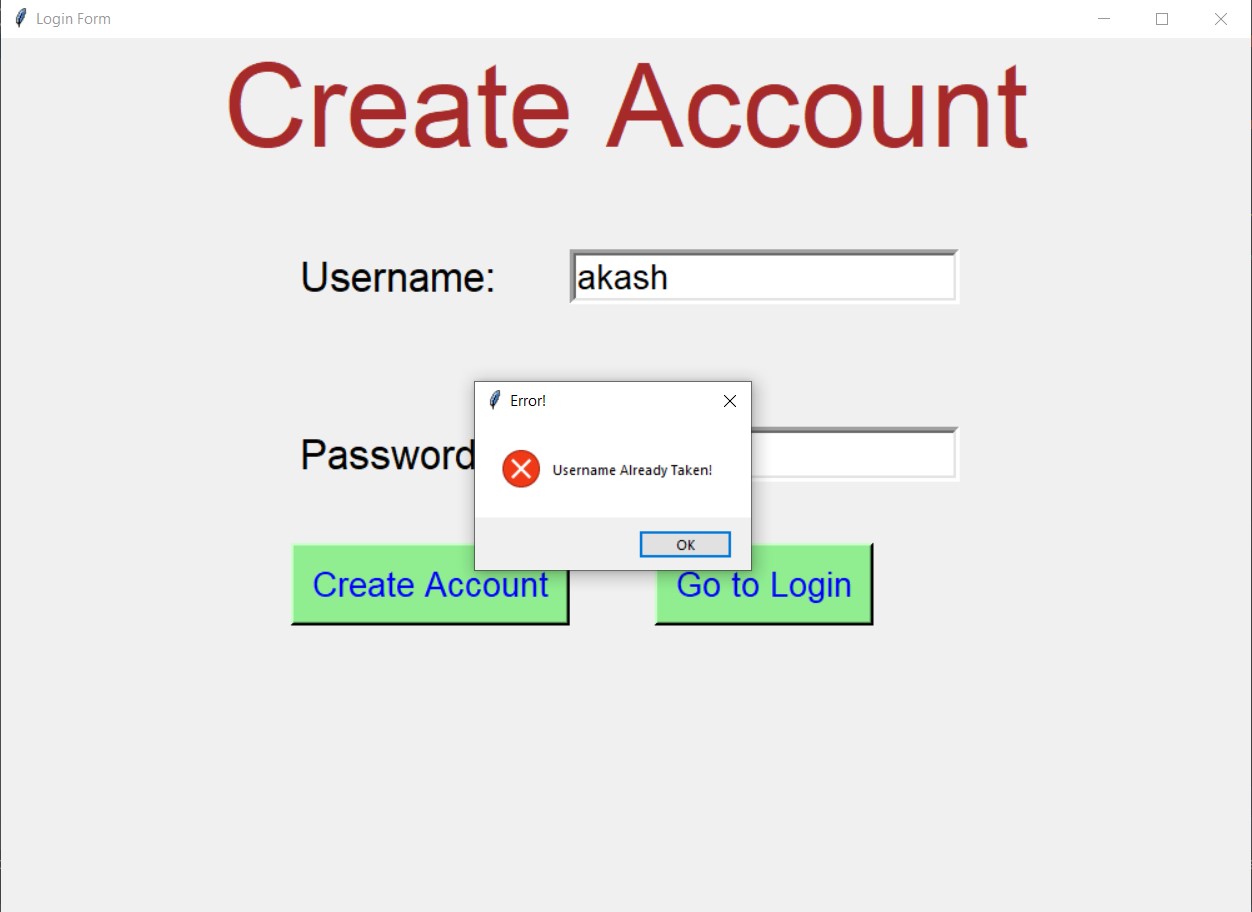 Login Form
Create Account
Username: akash
Error!
Password
Username Already Taken!
OK
Create Account Go to Login